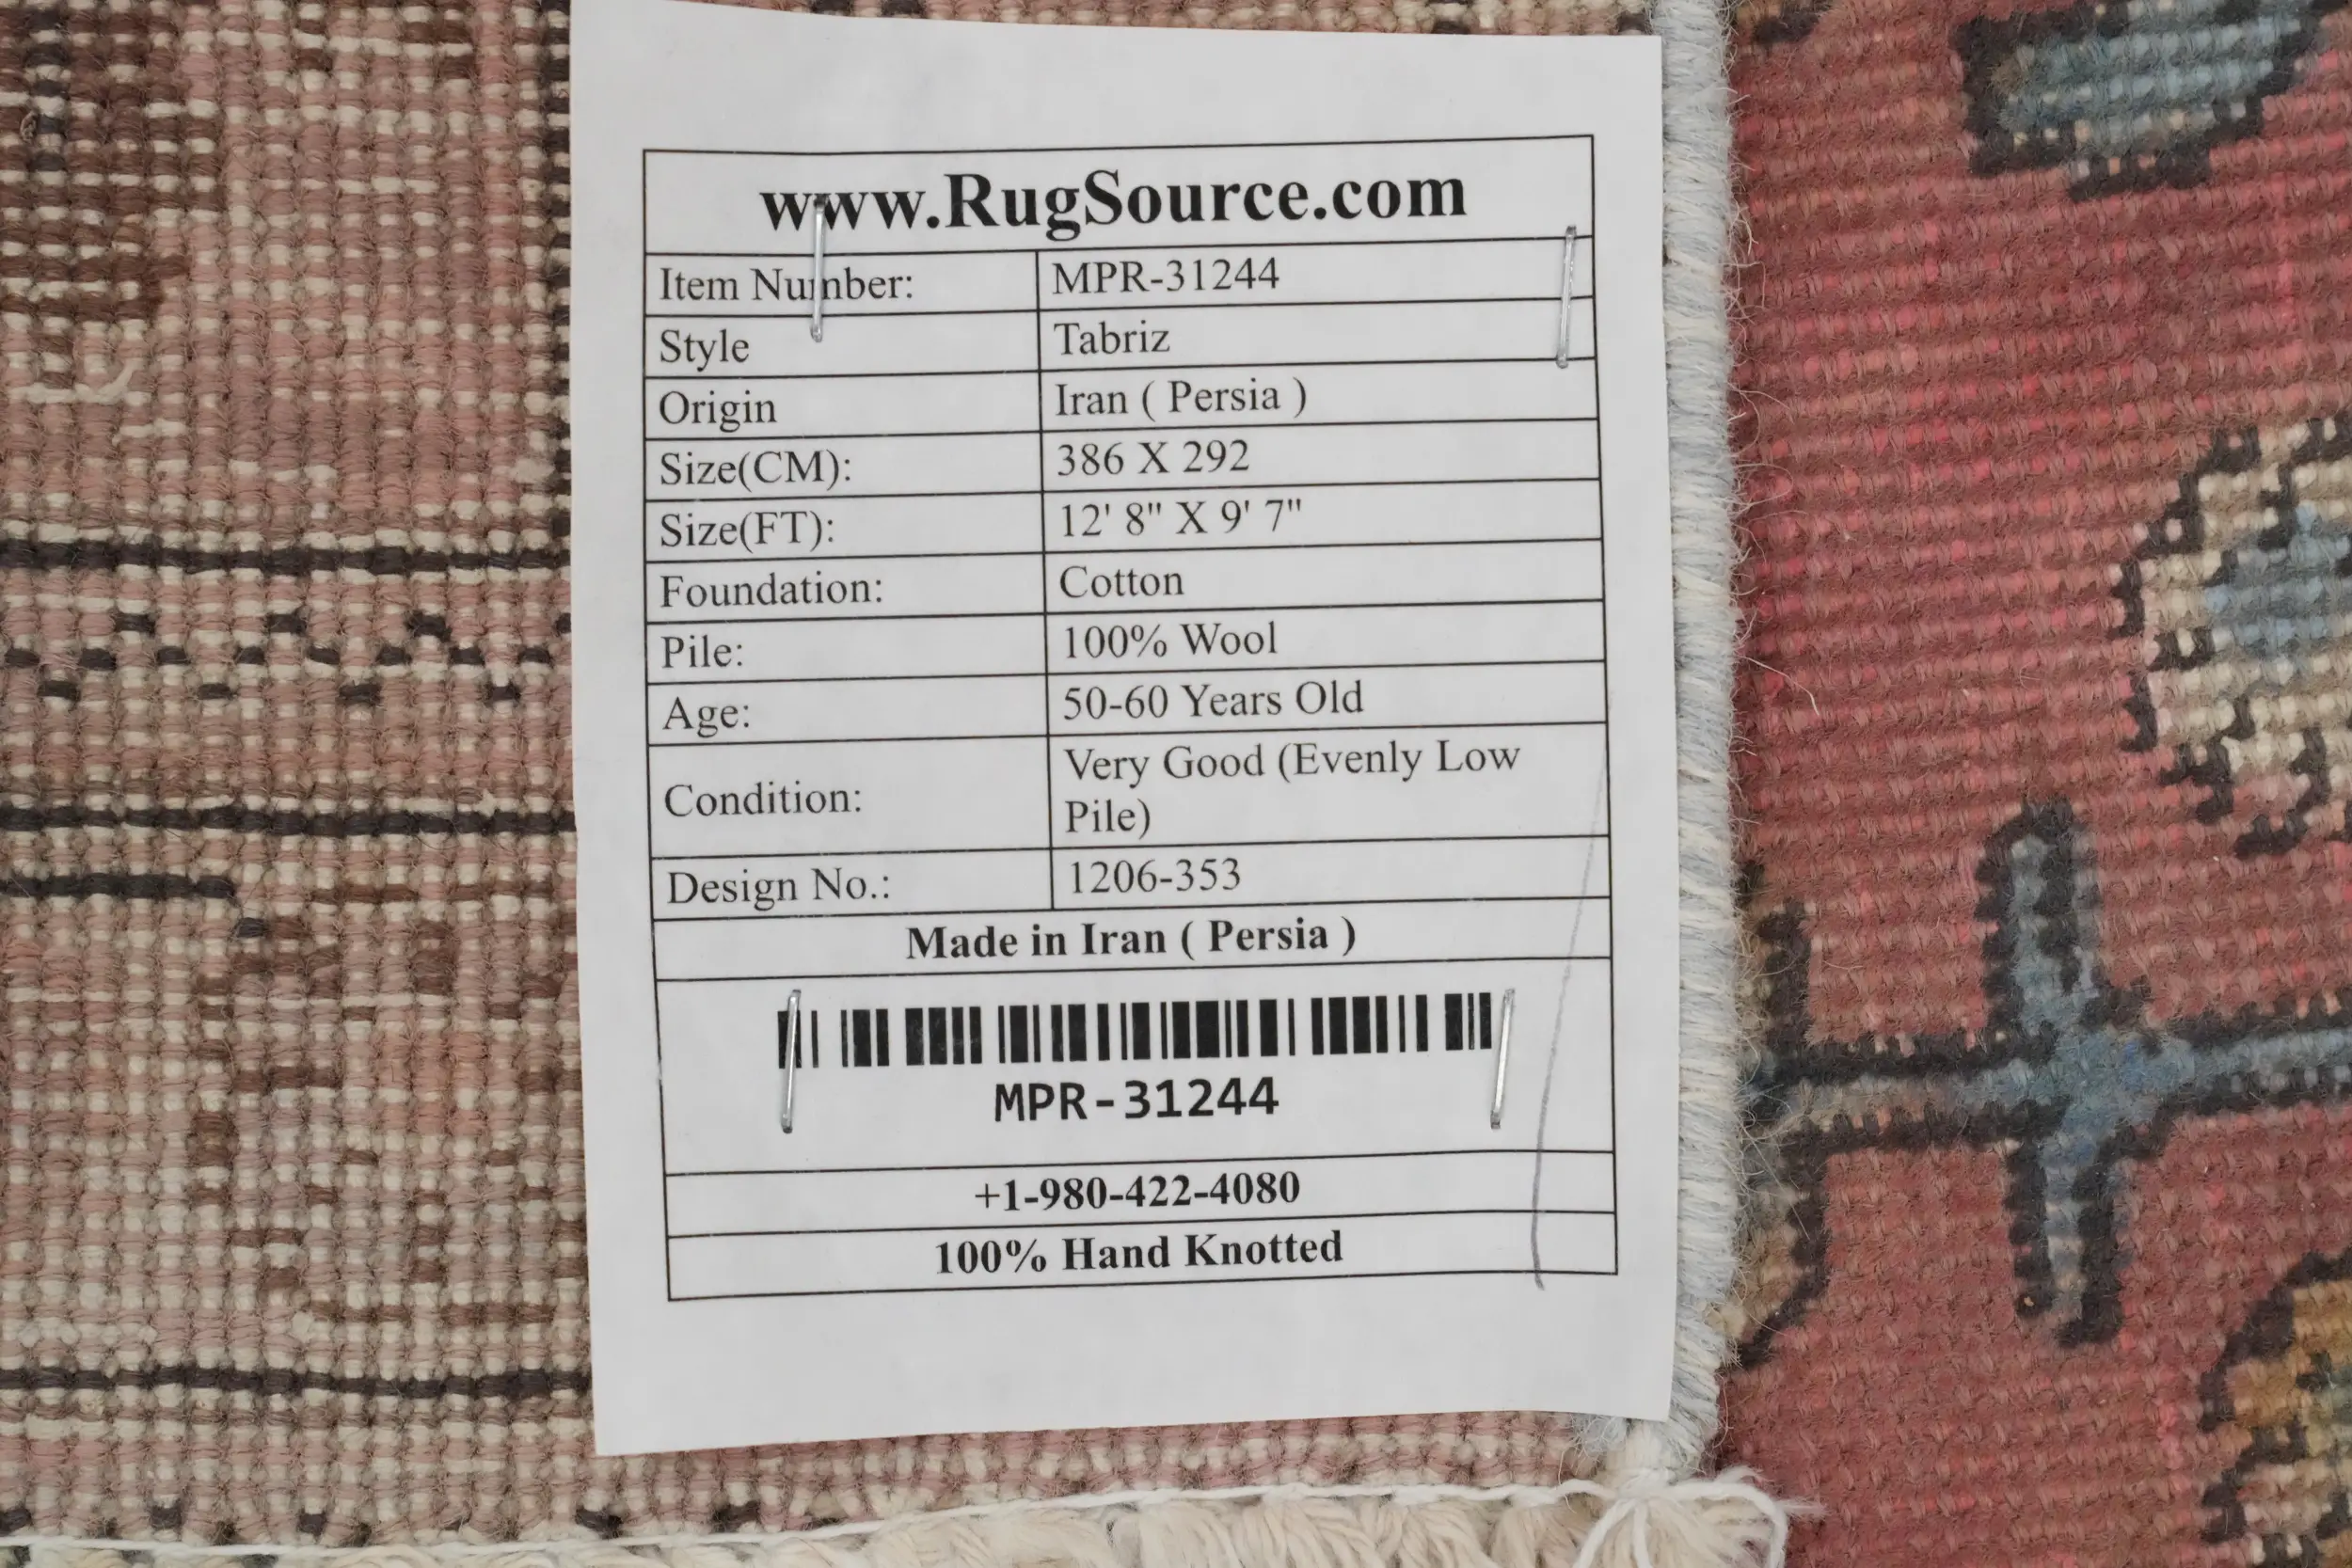 www.RugSource.com
Item Number: MPR-31244
Style Tabriz
Origin Iran ( Persia )
Size(CM): 386 X 292
Size(FT): 12' 8" X 9' 7"
Foundation: Cotton
Pile: 100% Wool
Age: 50-60 Years Old
Condition: Very Good (Evenly Low
Pile)
Design No.: 1206-353
Made in Iran ( Persia )
MPR-31244
+1-980-422-4080
100% Hand Knotted